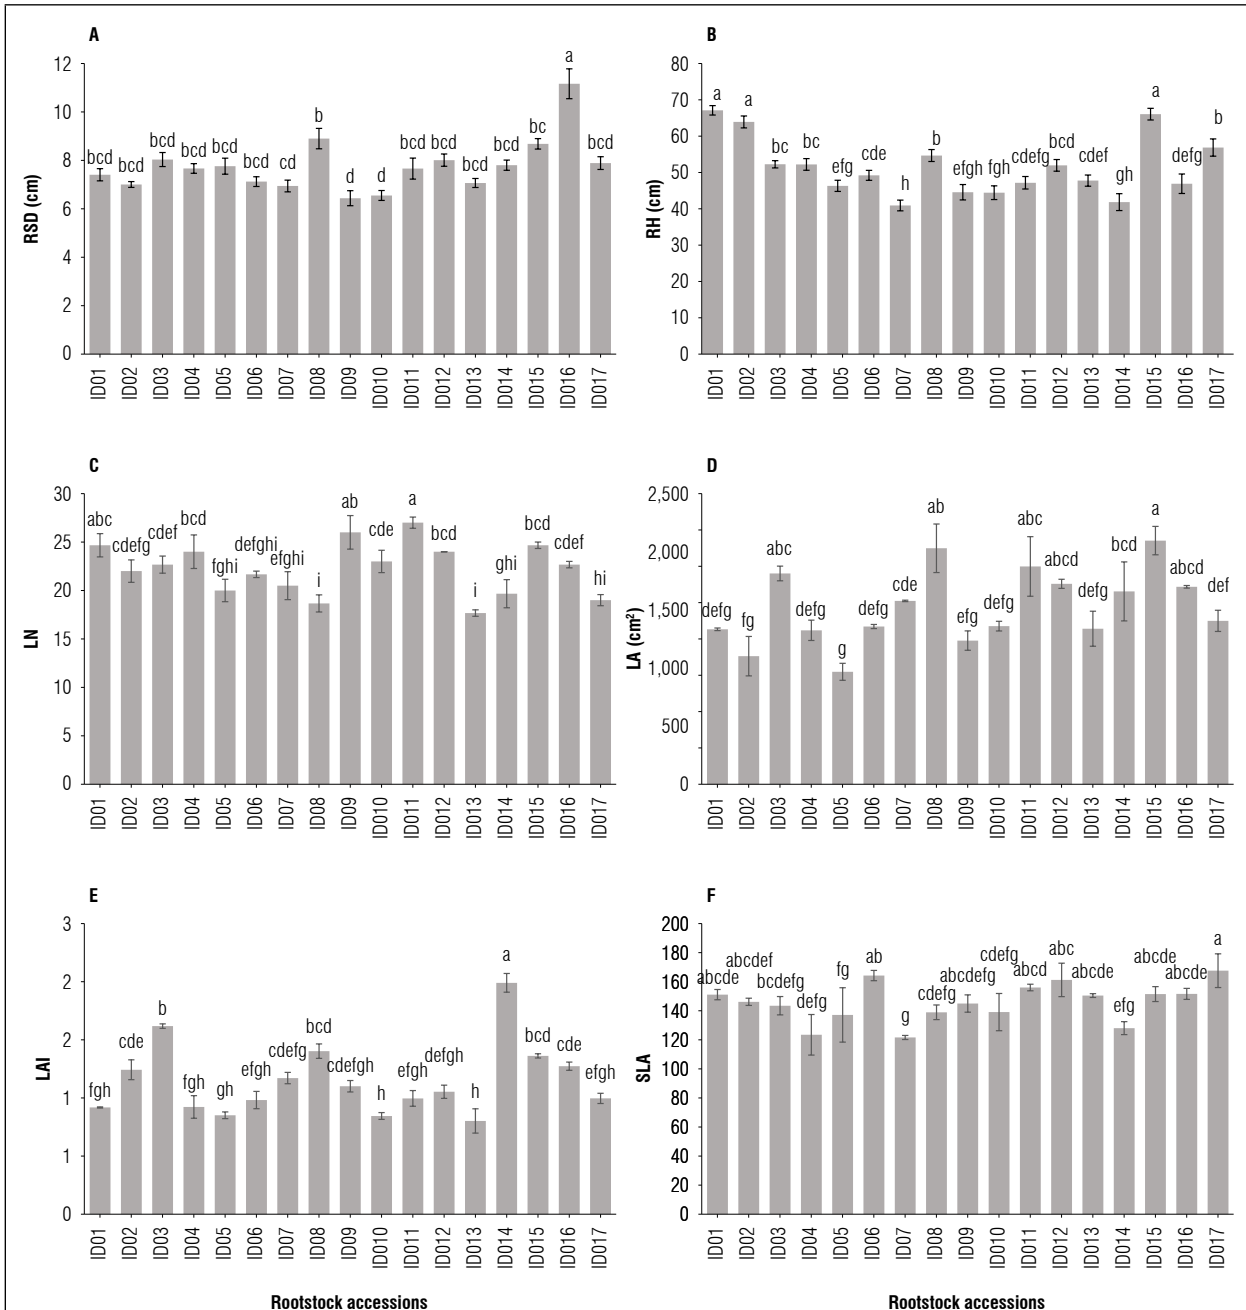 A
12
10
8
6
4
2
0
RSD (cm)
bcd bcd bcd bcd bcd bcd cd b d d bcd bcd bcd bcd bc a bcd
ID01 ID02 ID03 ID04 ID05 ID06 ID07 ID08 ID09 ID010 ID011 ID012 ID013 ID014 ID015 ID016 ID017
B
80
70
60
50
40
30
20
10
0
RH (cm)
a a bc bc efg cde h b efgh fgh cdefg bcd cdef gh a defg b
ID01 ID02 ID03 ID04 ID05 ID06 ID07 ID08 ID09 ID010 ID011 ID012 ID013 ID014 ID015 ID016 ID017
C
30
25
20
15
10
5
0
LN
abc cdefg cdef bcd fghi defghi efghi i ab cde a bcd i ghi bcd cdef hi
ID01 ID02 ID03 ID04 ID05 ID06 ID07 ID08 ID09 ID010 ID011 ID012 ID013 ID014 ID015 ID016 ID017
D
2,500
2,000
1,500
1,000
500
0
LA (cm²)
defg fg abc defg g defg cde ab efg defg abc abcd defg bcd a abcd def
ID01 ID02 ID03 ID04 ID05 ID06 ID07 ID08 ID09 ID010 ID011 ID012 ID013 ID014 ID015 ID016 ID017
E
3
2
2
1
1
0
LAI
fgh cde b fgh gh efgh cdefg bcd cdefgh h efgh defgh h a bcd cde efgh
ID01 ID02 ID03 ID04 ID05 ID06 ID07 ID08 ID09 ID010 ID011 ID012 ID013 ID014 ID015 ID016 ID017
Rootstock accessions
F
200
180
160
140
120
100
80
60
40
20
0
SLA
abcde abcdef bcdefg defg fg ab g cdefg abcdefg cdefg abcd abc abcde efg abcde abcde a
ID01 ID02 ID03 ID04 ID05 ID06 ID07 ID08 ID09 ID010 ID011 ID012 ID013 ID014 ID015 ID016 ID017
Rootstock accessions